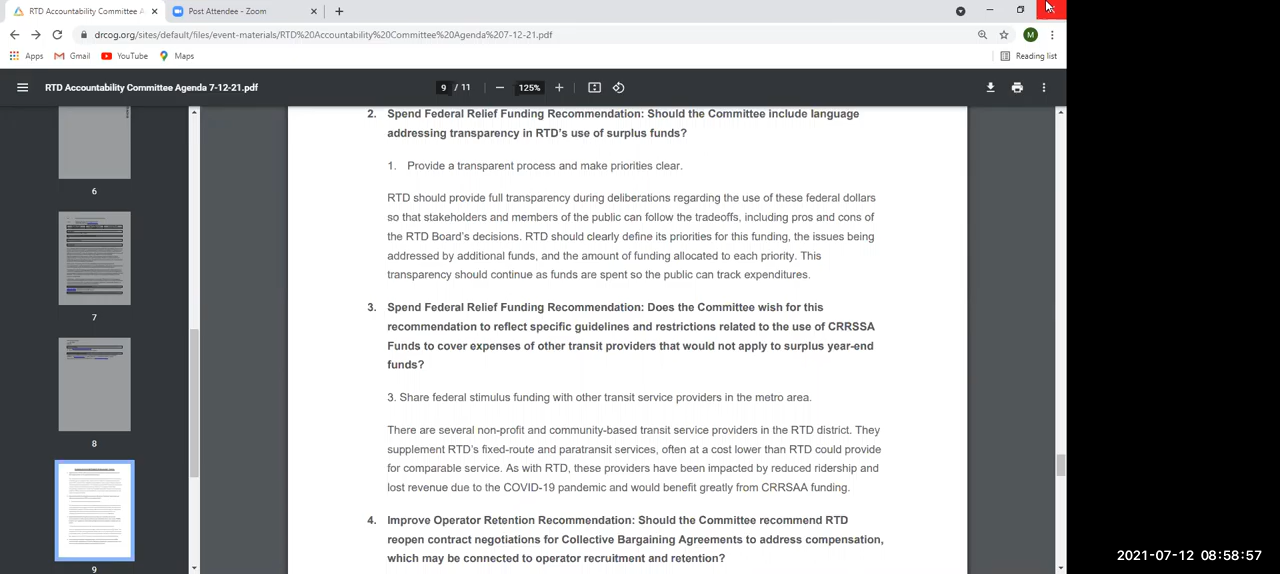 RTD Accountability Committee A
Post Attendee - Zoom
drcog.org/sites/default/files/event-materials/RTD%20Accountability%20Committee%20Agenda%207-12-21.pdf
M
Apps Gmail YouTube Maps Reading list
RTD Accountability Committee Agenda 7-12-21.pdf 9 / 11 125%
2. Spend Federal Relief Funding Recommendation: Should the Committee include language
addressing transparency in RTD's use of surplus funds?
1. Provide a transparent process and make priorities clear.
RTD should provide full transparency during deliberations regarding the use of these federal dollars
so that stakeholders and members of the public can follow the tradeoffs, including pros and cons of
the RTD Board's decisions. RTD should clearly define its priorities for this funding, the issues being
addressed by additional funds, and the amount of funding allocated to each priority. This
transparency should continue as funds are spent so the public can track expenditures.
3. Spend Federal Relief Funding Recommendation: Does the Committee wish for this
recommendation to reflect specific guidelines and restrictions related to the use of CRRSSA
Funds to cover expenses of other transit providers that would not apply to surplus year-end
funds?
3. Share federal stimulus funding with other transit service providers in the metro area.
There are several non-profit and community-based transit service providers in the RTD district. They
supplement RTD's fixed-route and paratransit services, often at a cost lower than RTD could provide
for comparable service. As with RTD, these providers have been impacted by reduced ridership and
lost revenue due to the COVID-19 pandemic and would benefit greatly from CRRSAA funding.
4. Improve Operator Retention Recommendation: Should the Committee recommend RTD
reopen contract negotiations for Collective Bargaining Agreements to address compensation,
which may be connected to operator recruitment and retention?
6
7
8
9
2021-07-12 08:58:57